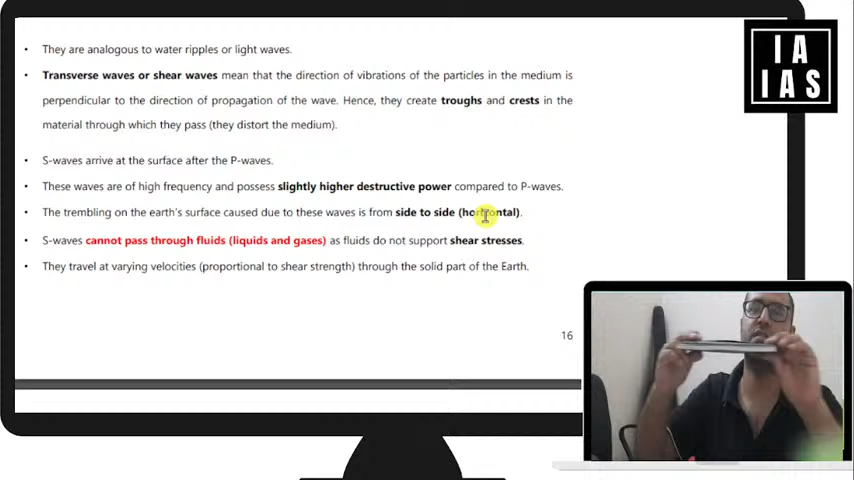 They are analogous to water ripples or light waves.
Transverse waves or shear waves mean that the direction of vibrations of the particles in the medium is
perpendicular to the direction of propagation of the wave. Hence, they create troughs and crests in the
material through which they pass (they distort the medium).
S-waves arrive at the surface after the P-waves.
These waves are of high frequency and possess slightly higher destructive power compared to P-waves.
The trembling on the earth's surface caused due to these waves is from side to side (horizontal).
S-waves cannot pass through fluids (liquids and gases) as fluids do not support shear stresses.
They travel at varying velocities (proportional to shear strength) through the solid part of the Earth.
16
IA
IAS